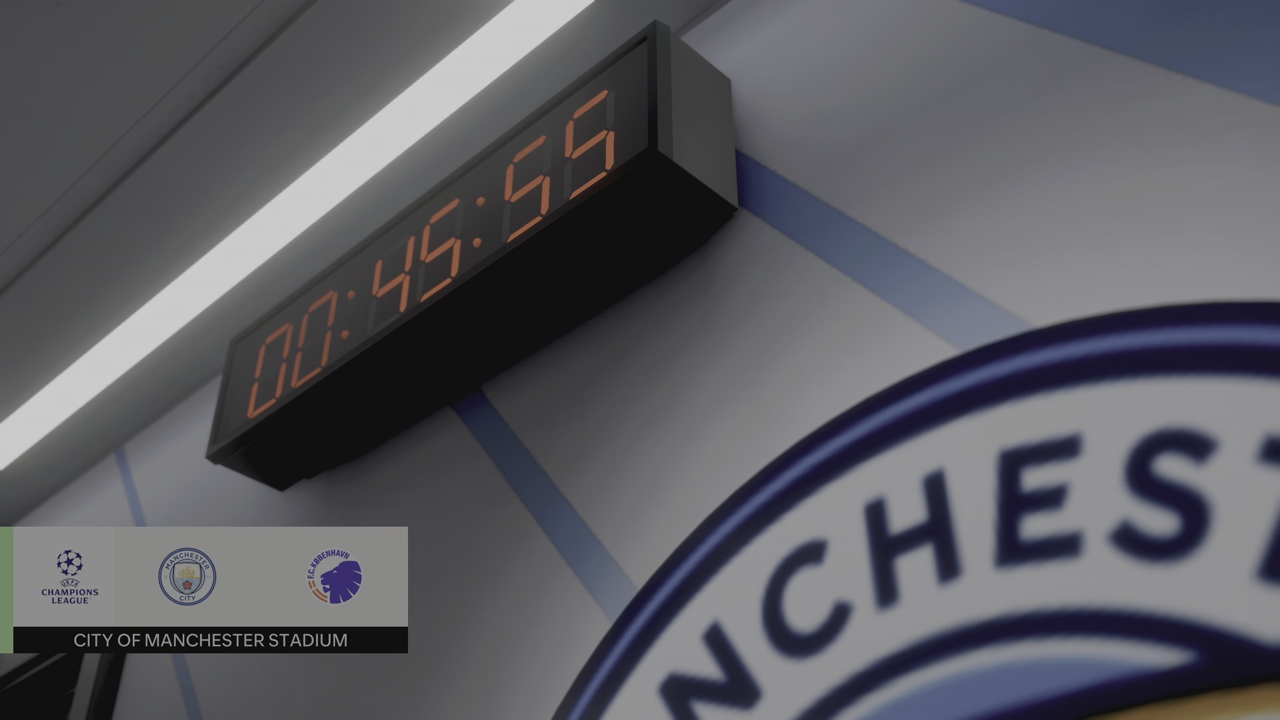 00:45:55
NCHEST
UEFA
CHAMPIONS
LEAGUE
MANCHESTER
CITY
F.C.KØBENHAVN
CITY OF MANCHESTER STADIUM